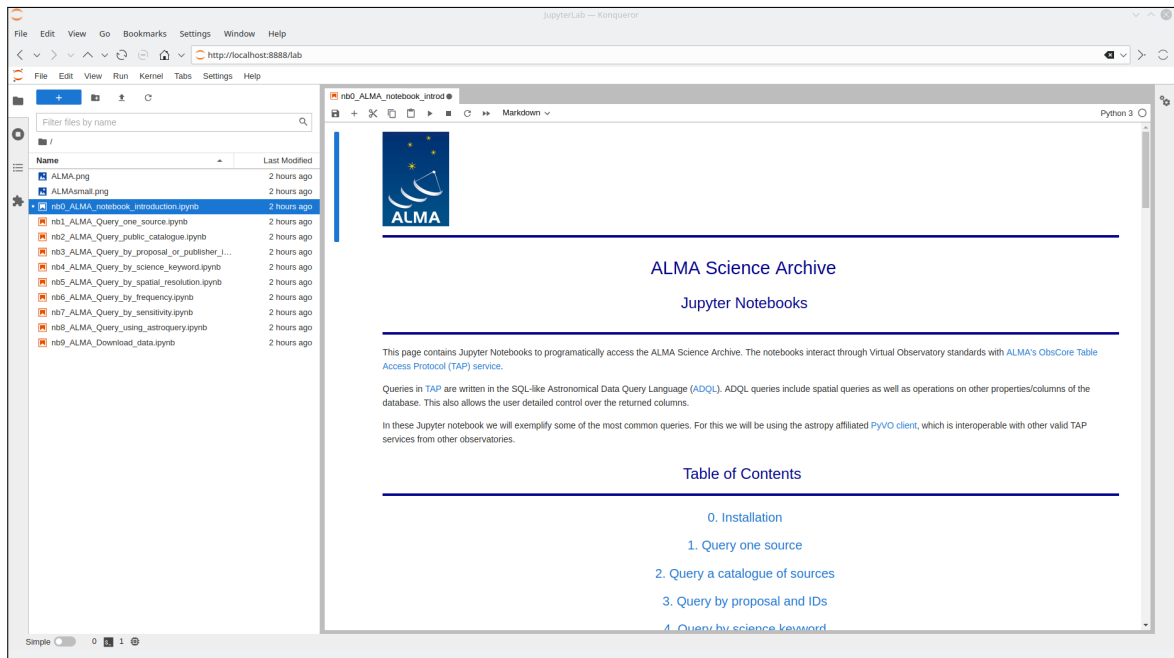 JupyterLab — Konqueror
File Edit View Go Bookmarks Settings Window Help
http://localhost:8888/lab
File Edit View Run Kernel Tabs Settings Help
+
Filter files by name
/
Name Last Modified
ALMA.png 2 hours ago
ALMAsmall.png 2 hours ago
nb0_ALMA_notebook_introduction.ipynb 2 hours ago
nb1_ALMA_Query_one_source.ipynb 2 hours ago
nb2_ALMA_Query_public_catalogue.ipynb 2 hours ago
nb3_ALMA_Query_by_proposal_or_publisher_i... 2 hours ago
nb4_ALMA_Query_by_science_keyword.ipynb 2 hours ago
nb5_ALMA_Query_by_spatial_resolution.ipynb 2 hours ago
nb6_ALMA_Query_by_frequency.ipynb 2 hours ago
nb7_ALMA_Query_by_sensitivity.ipynb 2 hours ago
nb8_ALMA_Query_using_astroquery.ipynb 2 hours ago
nb9_ALMA_Download_data.ipynb 2 hours ago
Simple 0 1
nb0_ALMA_notebook_introd
Markdown Python 3
ALMA
ALMA Science Archive
Jupyter Notebooks
This page contains Jupyter Notebooks to programatically access the ALMA Science Archive. The notebooks interact through Virtual Observatory standards with ALMA's ObsCore Table
Access Protocol (TAP) service.
Queries in TAP are written in the SQL-like Astronomical Data Query Language (ADQL). ADQL queries include spatial queries as well as operations on other properties/columns of the
database. This also allows the user detailed control over the returned columns.
In these Jupyter notebook we will exemplify some of the most common queries. For this we will be using the astropy affiliated PyVO client, which is interoperable with other valid TAP
services from other observatories.
Table of Contents
0. Installation
1. Query one source
2. Query a catalogue of sources
3. Query by proposal and IDs
4. Query by science keyword